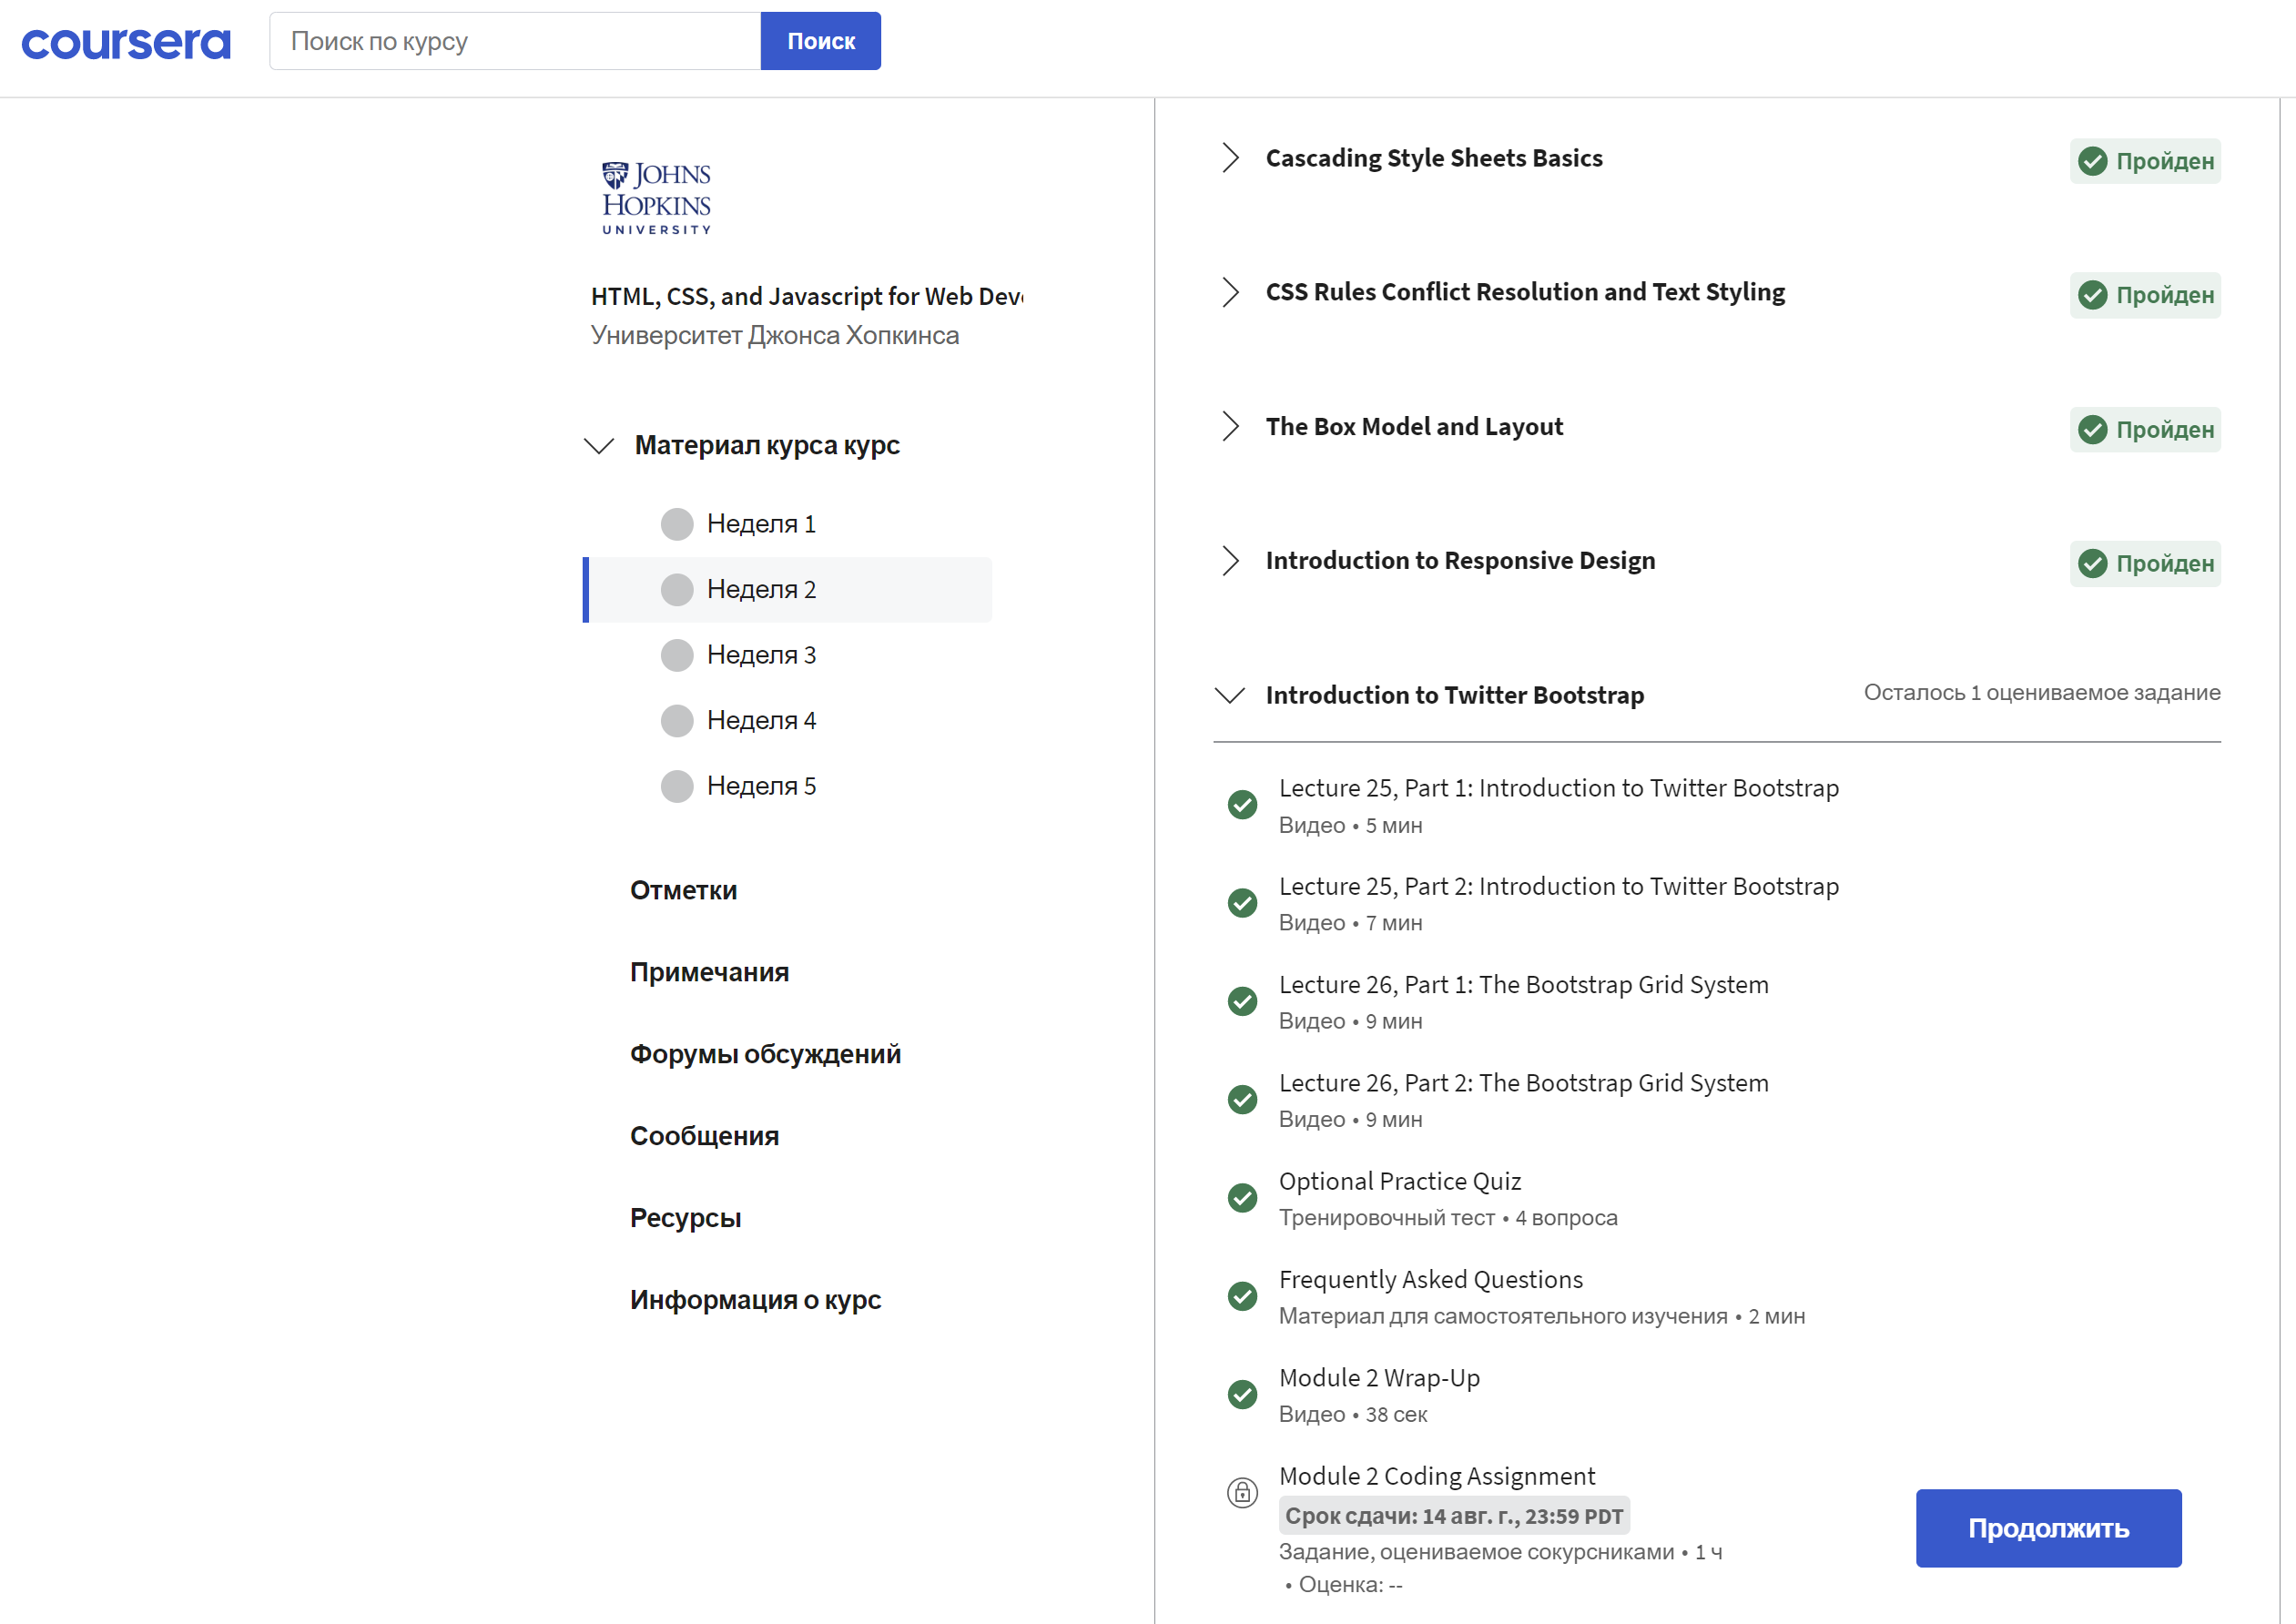 coursera
Поиск по курсу
Поиск
JOHNS
HOPKINS
UNIVERSITY
HTML, CSS, and Javascript for Web Dev
Университет Джонса Хопкинса
Материал курса курс
Неделя 1
Неделя 2
Неделя 3
Неделя 4
Неделя 5
Отметки
Примечания
Форумы обсуждений
Сообщения
Ресурсы
Информация о курс
Cascading Style Sheets Basics
Пройден
CSS Rules Conflict Resolution and Text Styling
Пройден
The Box Model and Layout
Пройден
Introduction to Responsive Design
Пройден
Introduction to Twitter Bootstrap
Осталось 1 оцениваемое задание
Lecture 25, Part 1: Introduction to Twitter Bootstrap
Видео • 5 мин
Lecture 25, Part 2: Introduction to Twitter Bootstrap
Видео • 7 мин
Lecture 26, Part 1: The Bootstrap Grid System
Видео • 9 мин
Lecture 26, Part 2: The Bootstrap Grid System
Видео • 9 мин
Optional Practice Quiz
Тренировочный тест • 4 вопроса
Frequently Asked Questions
Материал для самостоятельного изучения • 2 мин
Module 2 Wrap-Up
Видео • 38 сек
Module 2 Coding Assignment
Срок сдачи: 14 авг. г., 23:59 PDT
Задание, оцениваемое сокурсниками • 1 ч
• Оценка: --
Продолжить